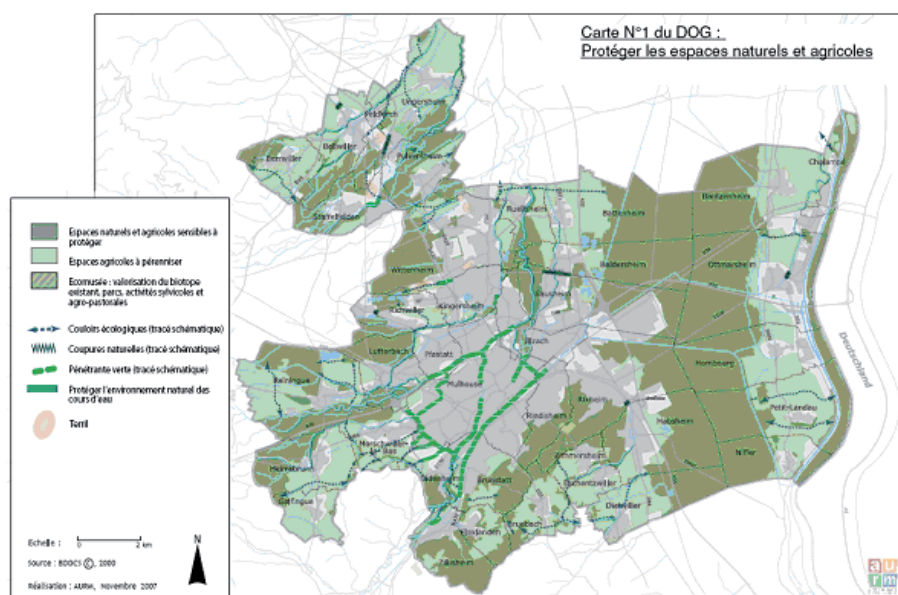 Carte N°1 du DOG :
Protéger les espaces naturels et agricoles
Ungersheim
Feldkirch
Bollwiller
Berrwiller
Pulversheim
Staffelfelden
Chalampé
Ruelisheim
Battenheim
Bantzenheim
Wittenheim
Baldersheim
Ottmarsheim
Sausheim
Kingersheim
Richwiller
Illzach
Lutterbach
Pfastatt
Hombourg
Deutschland
Reiningue
Mulhouse
Rixheim
Petit-Landau
Riedisheim
Habsheim
Morschwiller
le Bas
Niffer
Heimsbrunn
Zimmersheim
Didenheim
Brunstatt
Eschentzwiller
Galfingue
Dietwiller
Bruebach
Flaxlanden
Zillisheim
Espaces naturels et agricoles sensibles à
protéger
Espaces agricoles à pérenniser
Ecomusée : valorisation du biotope
existant, parcs, activités sylvicoles et
agro-pastorales
Couloirs écologiques (tracé schématique)
Coupures naturelles (tracé schématique)
Pénétrante verte (tracé schématique)
Protéger l'environnement naturel des
cours d'eau
Terril
Echelle :
0 2 km
N
Source : BDOCS ©, 2000
Réalisation : AURM, Novembre 2007
a u
r m